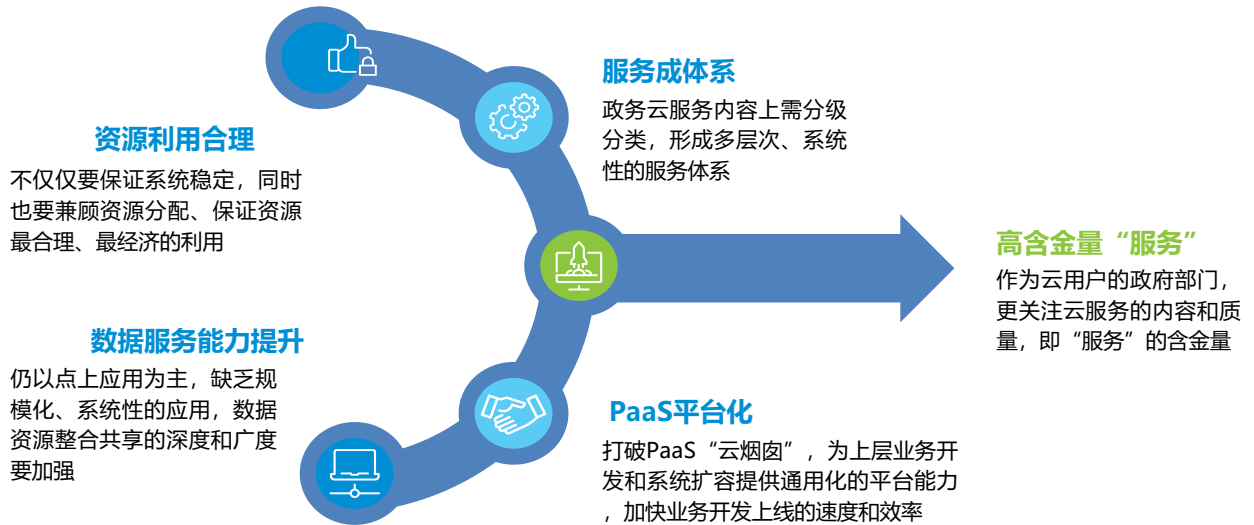 资源利用合理
不仅仅要保证系统稳定，同时
也要兼顾资源分配、保证资源
最合理、最经济的利用
服务成体系
政务云服务内容上需分级
分类，形成多层次、系统
性的服务体系
高含金量“服务”
作为云用户的政府部门，
更关注云服务的内容和质
量，即“服务”的含金量
数据服务能力提升
仍以点上应用为主，缺乏规
模化、系统性的应用，数据
资源整合共享的深度和广度
要加强
PaaS平台化
打破PaaS“云烟囱”，为上层业务开
发和系统扩容提供通用化的平台能力
，加快业务开发上线的速度和效率